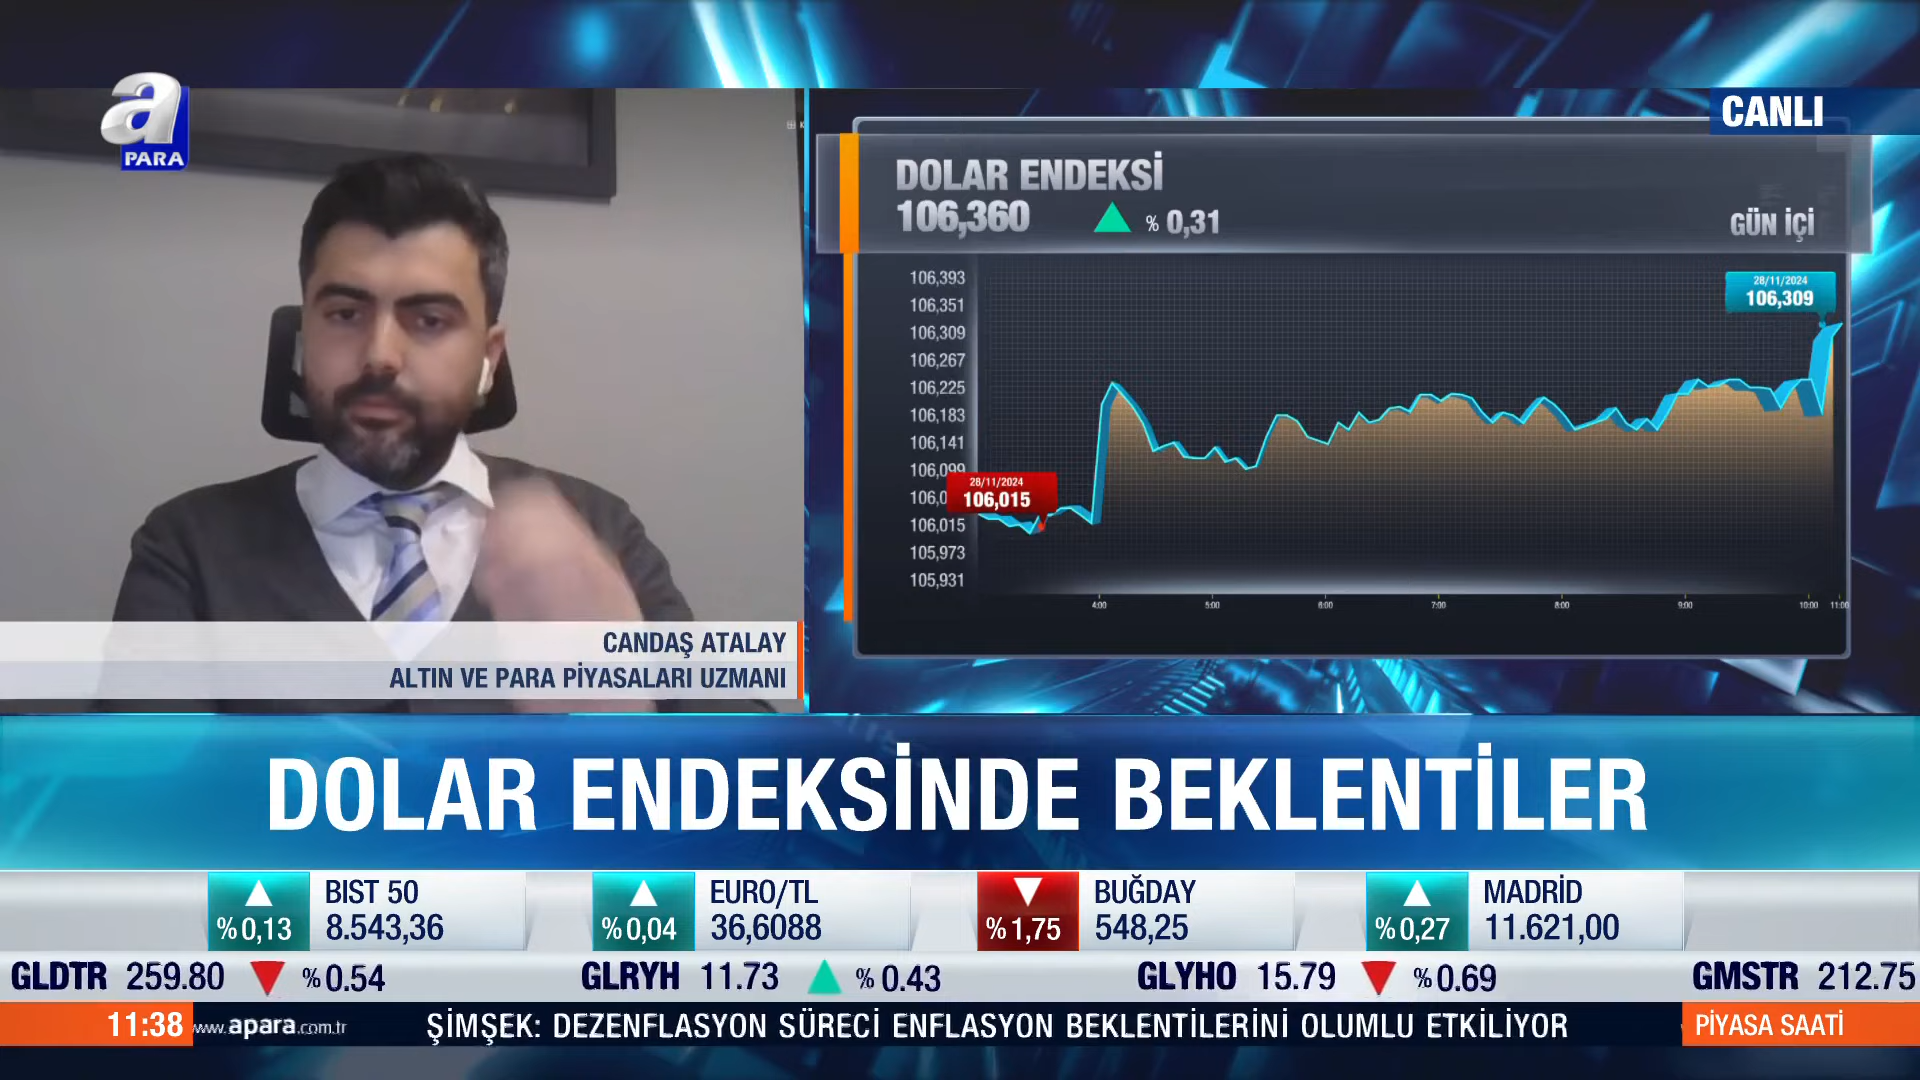 a
PARA
CANLI
DOLAR ENDEKSİ
106,360
% 0,31
GÜN İÇİ
106,393
106,351
106,309
106,267
106,225
106,183
106,141
106,099
106,0
106,015
105,973
105,931
28/11/2024
106,309
28/11/2024
106,015
4:00 5:00 6:00 7:00 8:00 9:00 10:00 11:00
CANDAŞ ATALAY
ALTIN VE PARA PİYASALARI UZMANI
DOLAR ENDEKSİNDE BEKLENTİLER
%0,13 BIST 50 8.543,36
%0,04 EURO/TL 36,6088
%1,75 BUĞDAY 548,25
%0,27 MADRİD 11.621,00
GLDTR 259.80 %0.54 GLRYH 11.73 %0.43 GLYHO 15.79 %0.69 GMSTR 212.75
11:38 www.apara.com.tr ŞİMŞEK: DEZENFLASYON SÜRECİ ENFLASYON BEKLENTİLERİNİ OLUMLU ETKİLİYOR PİYASA SAATİ